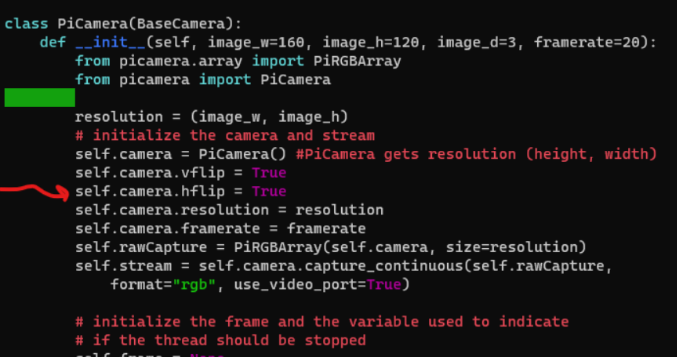 class PiCamera(BaseCamera):
    def __init__(self, image_w=160, image_h=120, image_d=3, framerate=20):
        from picamera.array import PiRGBArray
        from picamera import PiCamera
        resolution = (image_w, image_h)
        # initialize the camera and stream
        self.camera = PiCamera() #PiCamera gets resolution (height, width)
        self.camera.vflip = True
        self.camera.hflip = True
        self.camera.resolution = resolution
        self.camera.framerate = framerate
        self.rawCapture = PiRGBArray(self.camera, size=resolution)
        self.stream = self.camera.capture_continuous(self.rawCapture,
            format="rgb", use_video_port=True)
        # initialize the frame and the variable used to indicate
        # if the thread should be stopped
        self.frame = None